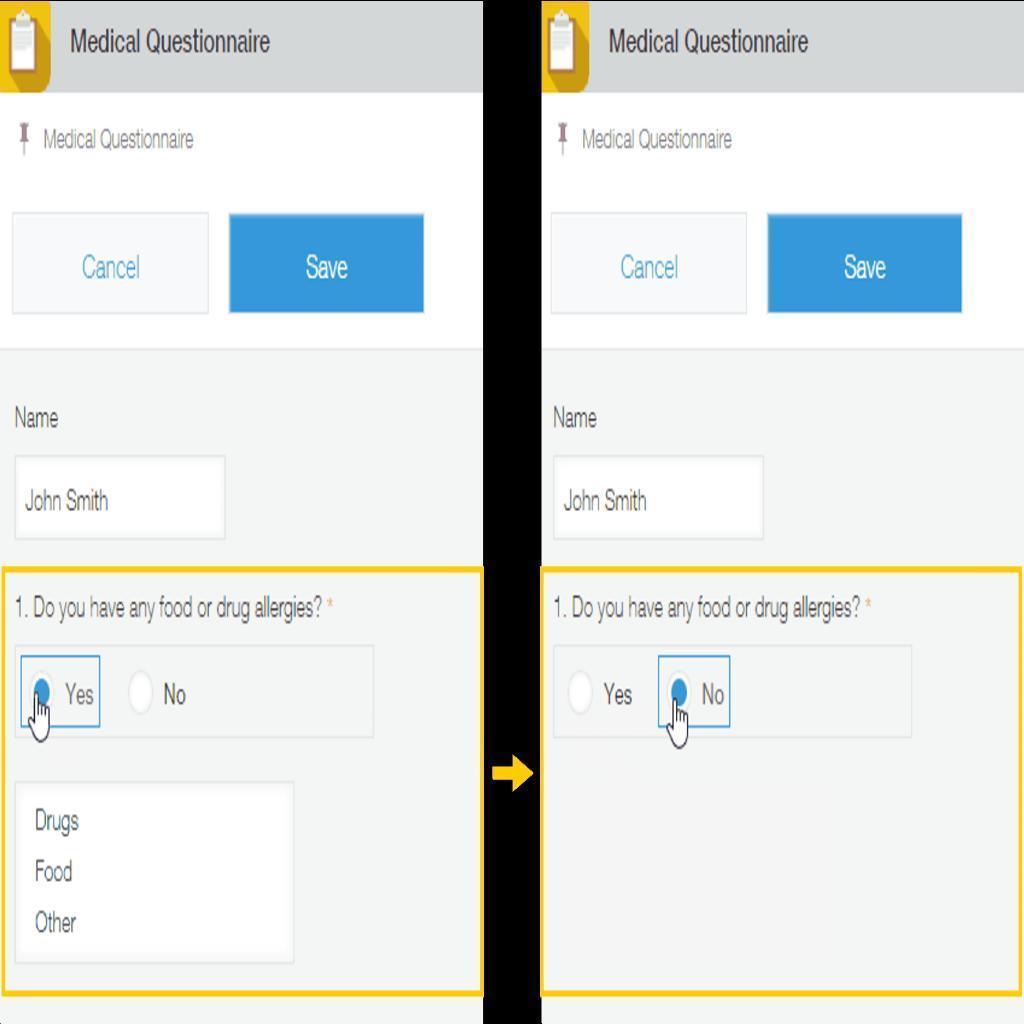 Medical Questionnaire
Medical Questionnaire
Cancel Save
Name
John Smith
1. Do you have any food or drug allergies? *
Yes No
Drugs
Food
Other
Medical Questionnaire
Medical Questionnaire
Cancel Save
Name
John Smith
1. Do you have any food or drug allergies? *
Yes No